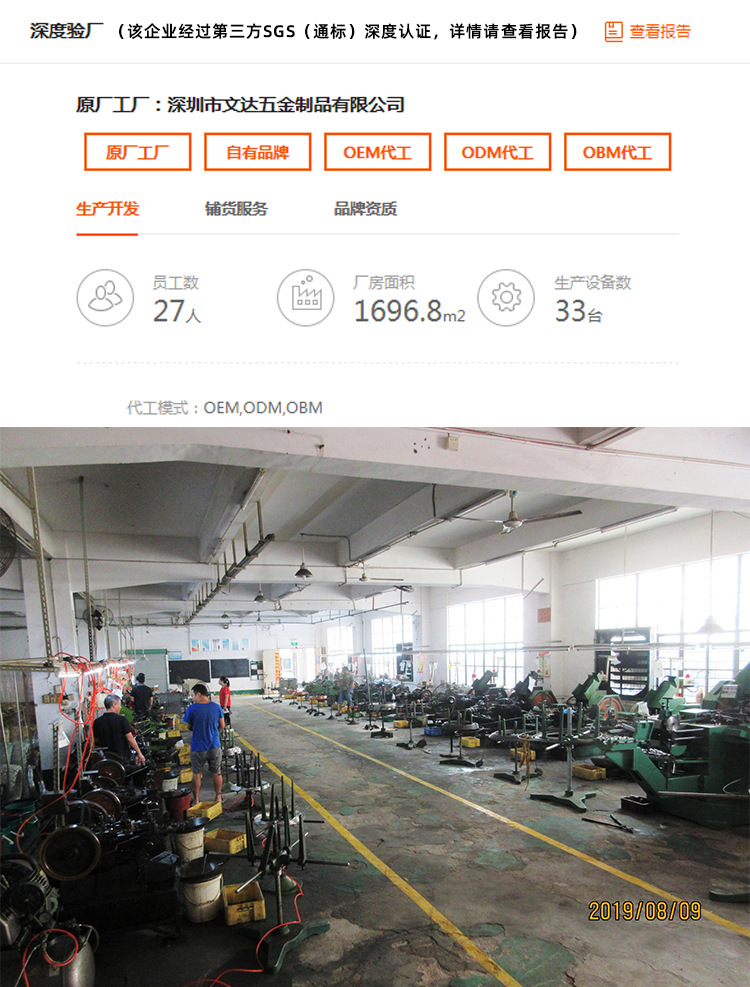 深度验厂 （该企业经过第三方SGS（通标）深度认证，详情请查看报告） 查看报告
原厂工厂：深圳市文达五金制品有限公司
原厂工厂 自有品牌 OEM代工 ODM代工 OBM代工
生产开发 铺货服务 品牌资质
员工数 厂房面积 生产设备数
27人 1696.8m2 33台
代工模式：OEM,ODM,OBM
2019/08/09